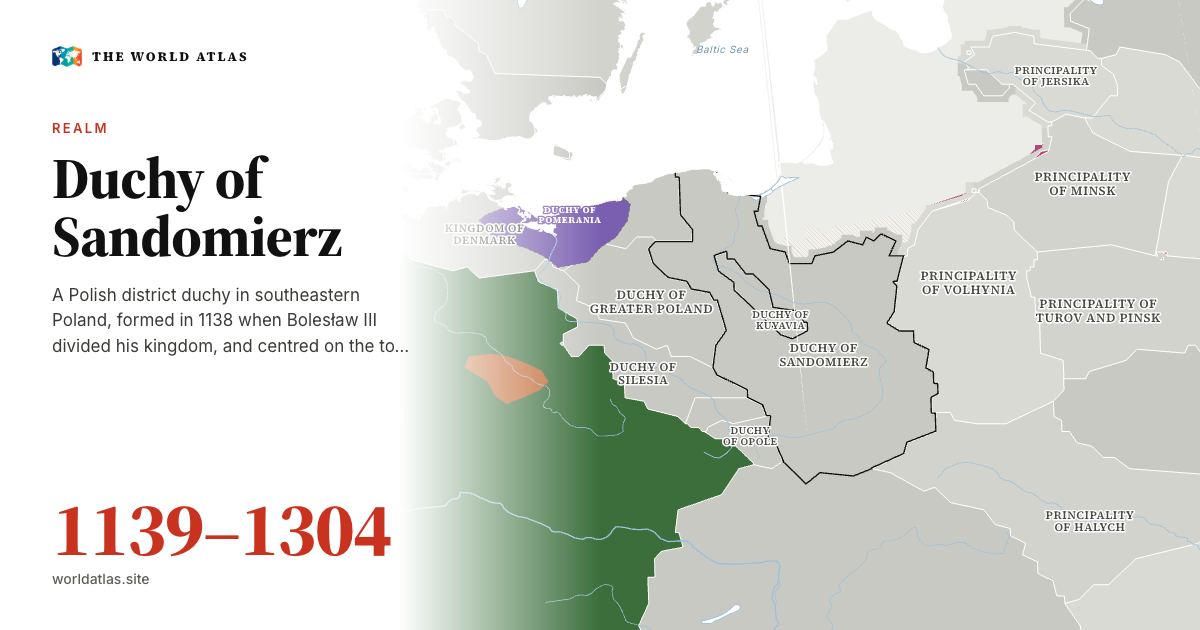 THE WORLD ATLAS
REALM
Duchy of
Sandomierz
A Polish district duchy in southeastern
Poland, formed in 1138 when Bolesław III
divided his kingdom, and centred on the to...
1139–1304
worldatlas.site
Baltic Sea
PRINCIPALITY
OF JERSIKA
PRINCIPALITY
OF MINSK
DUCHY OF
POMERANIA
KINGDOM OF
DENMARK
PRINCIPALITY
OF VOLHYNIA
PRINCIPALITY OF
TUROV AND PINSK
DUCHY OF
GREATER POLAND
DUCHY OF
KUYAVIA
DUCHY OF
SANDOMIERZ
DUCHY OF
SILESIA
DUCHY
OF OPOLE
PRINCIPALITY
OF HALYCH